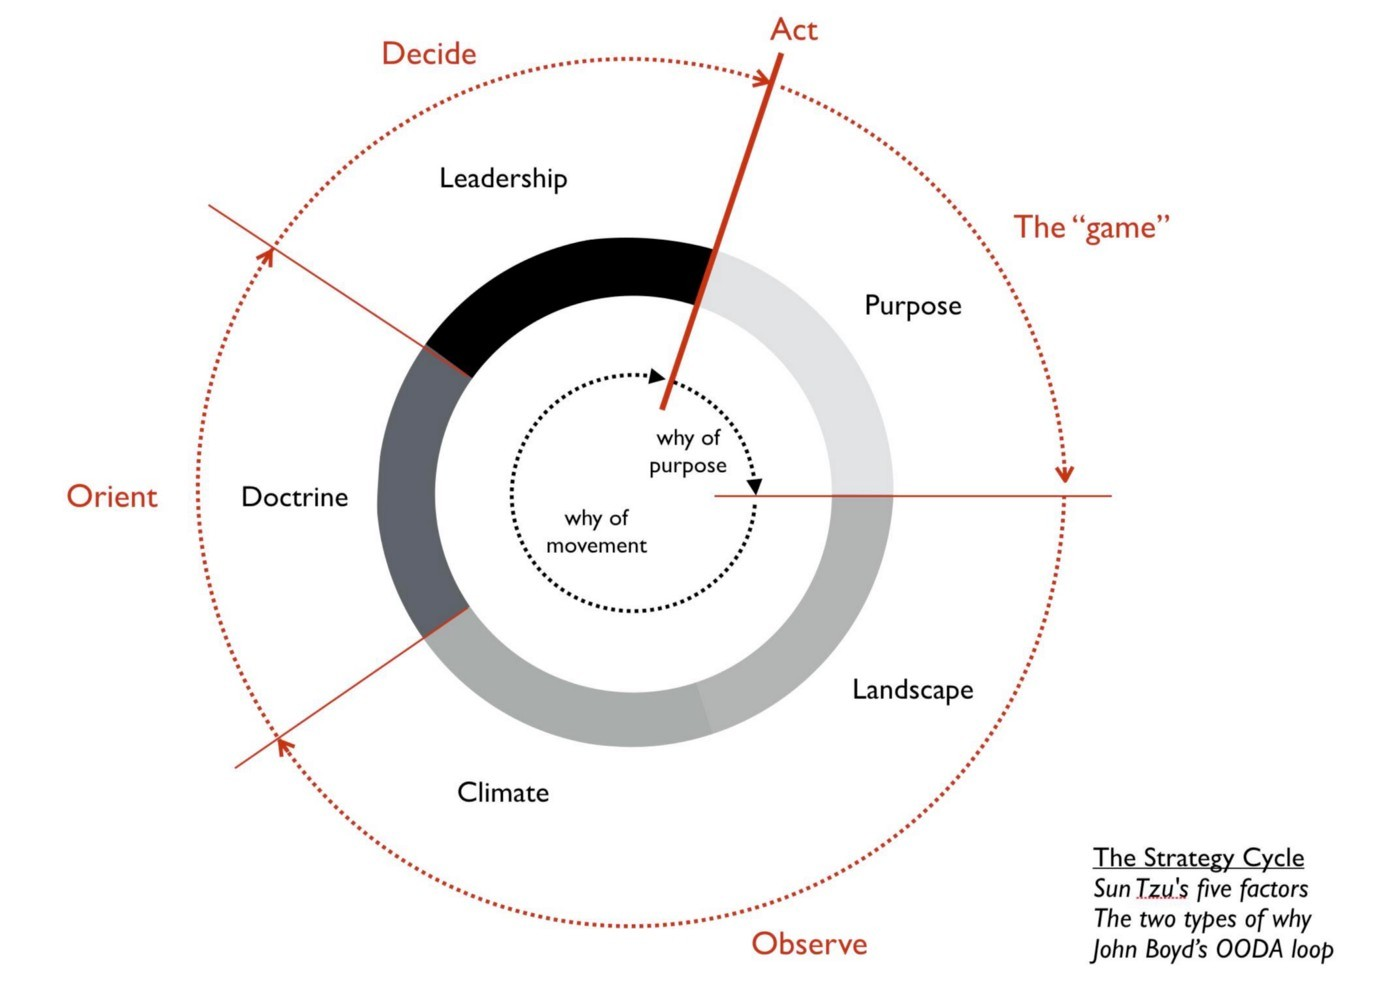 Act
Decide
Leadership
The “game”
Purpose
why of
purpose
Orient
Doctrine
why of
movement
Landscape
Climate
Observe
The Strategy Cycle
Sun Tzu's five factors
The two types of why
John Boyd’s OODA loop